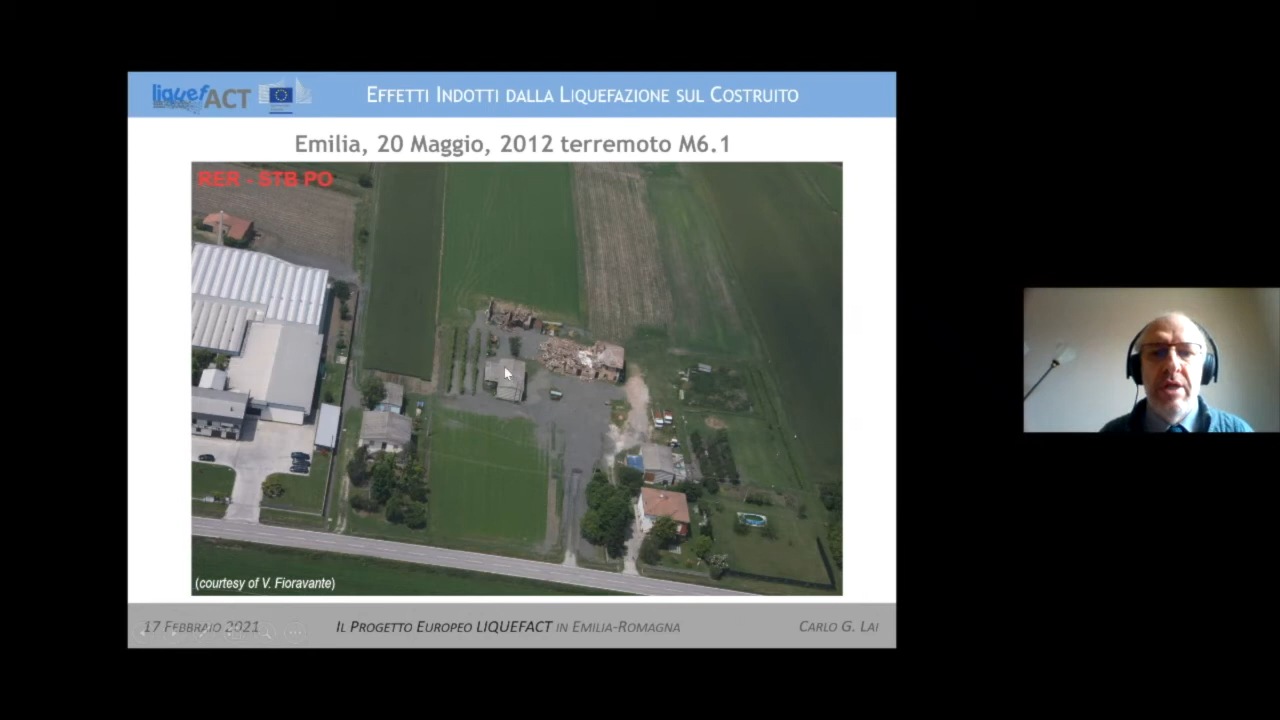 liquefACT
EFFETTI INDOTTI DALLA LIQUEFAZIONE SUL COSTRUITO
Emilia, 20 Maggio, 2012 terremoto M6.1
RER - STB PO
(courtesy of V. Fioravante)
17 FEBBRAIO 2021
IL PROGETTO EUROPEO LIQUEFACT IN EMILIA-ROMAGNA
CARLO G. LAI